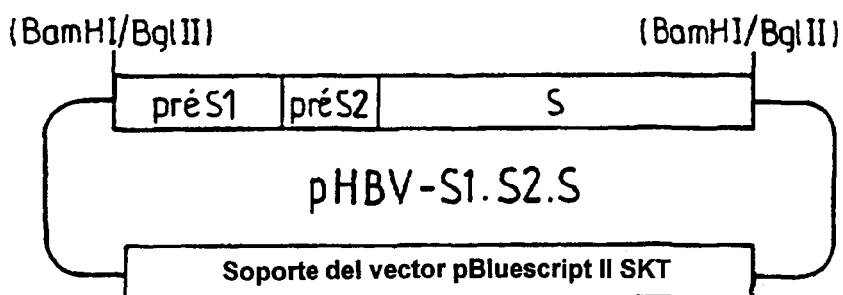 (BamHI/BglII) (BamHI/BglII)
préS1 préS2 S
pHBV-S1.S2.S
Soporte del vector pBluescript II SKT